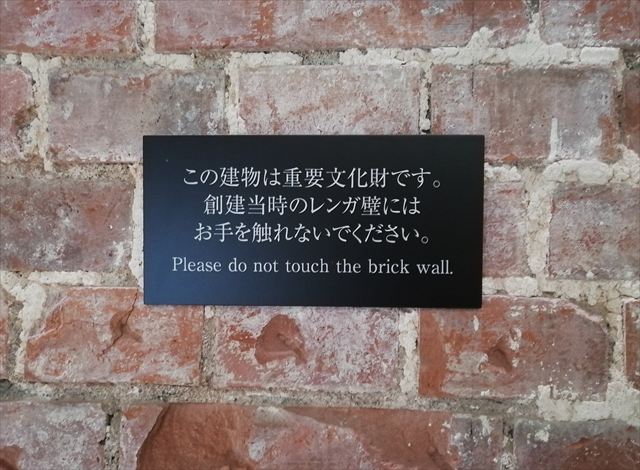 この建物は重要文化財です。
創建当時のレンガ壁には
お手を触れないでください。
Please do not touch the brick wall.